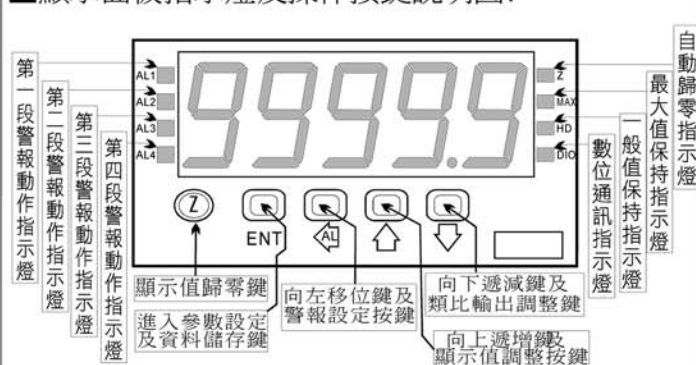 ■顯示面板指示燈及操作按鍵說明圖:
第一段警報動作指示燈
第二段警報動作指示燈
第三段警報動作指示燈
第四段警報動作指示燈
AL1
AL2
AL3
AL4
9999.9
Z
MAX
HD
DIO
自動歸零指示燈
最大值保持指示燈
一般值保持指示燈
數位通訊指示燈
Z
ENT
AL
顯示值歸零鍵
進入參數設定
及資料儲存鍵
向左移位鍵及
警報設定按鍵
向下遞減鍵及
類比輸出調整鍵
向上遞增鍵及
顯示值調整按鍵